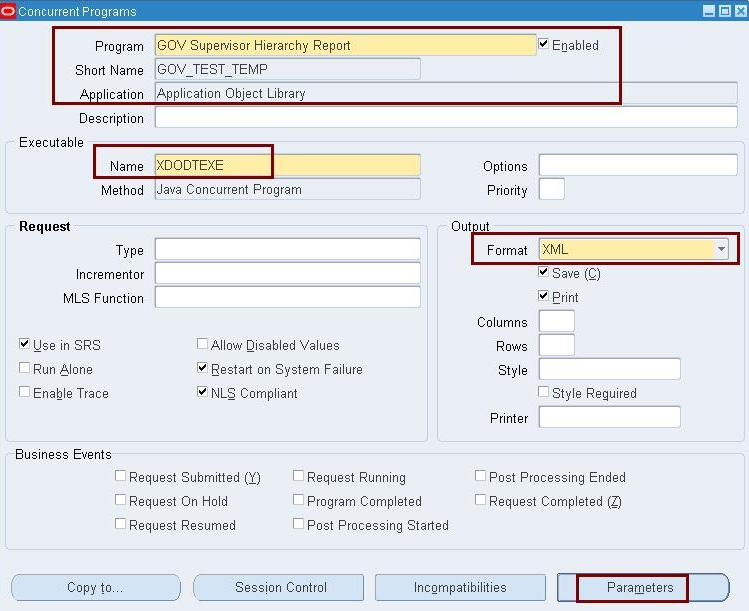 Concurrent Programs
Program GOV Supervisor Hierarchy Report Enabled
Short Name GOV_TEST_TEMP
Application Application Object Library
Description
Executable
Name XDODTEXE Options
Method Java Concurrent Program Priority
Request Output
Type Format XML
Incrementor Save (C)
MLS Function Print
Columns
Use in SRS Allow Disabled Values Rows
Run Alone Restart on System Failure Style
Enable Trace NLS Compliant Style Required
Printer
Business Events
Request Submitted (Y) Request Running Post Processing Ended
Request On Hold Program Completed Request Completed (Z)
Request Resumed Post Processing Started
Copy to... Session Control Incompatibilities Parameters